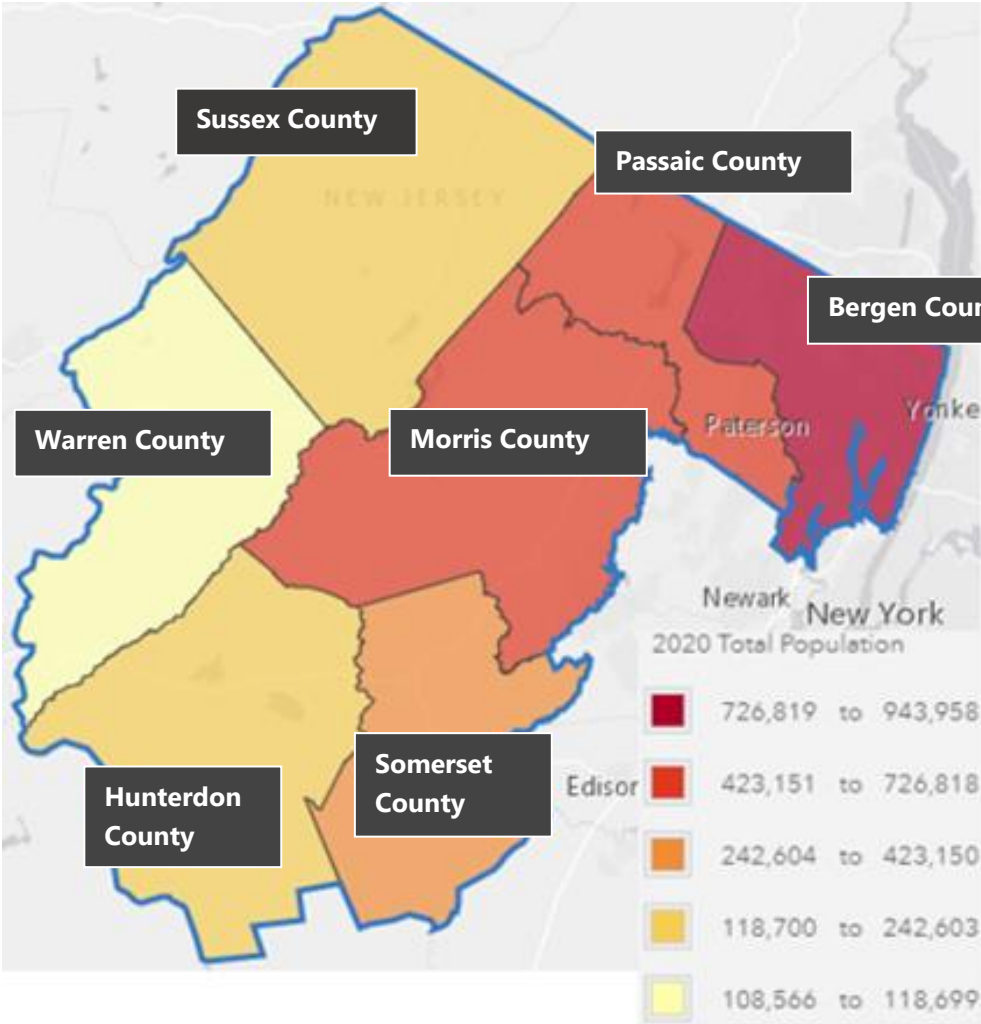 Sussex County
Passaic County
NEW JERSEY
Bergen Coun
Warren County
Morris County
Paterson
Yonke
Newark
New York
2020 Total Population
726,819 to 943,958
423,151 to 726,818
242,604 to 423,150
118,700 to 242,603
108,566 to 118,699
Somerset
County
Edisor
Hunterdon
County